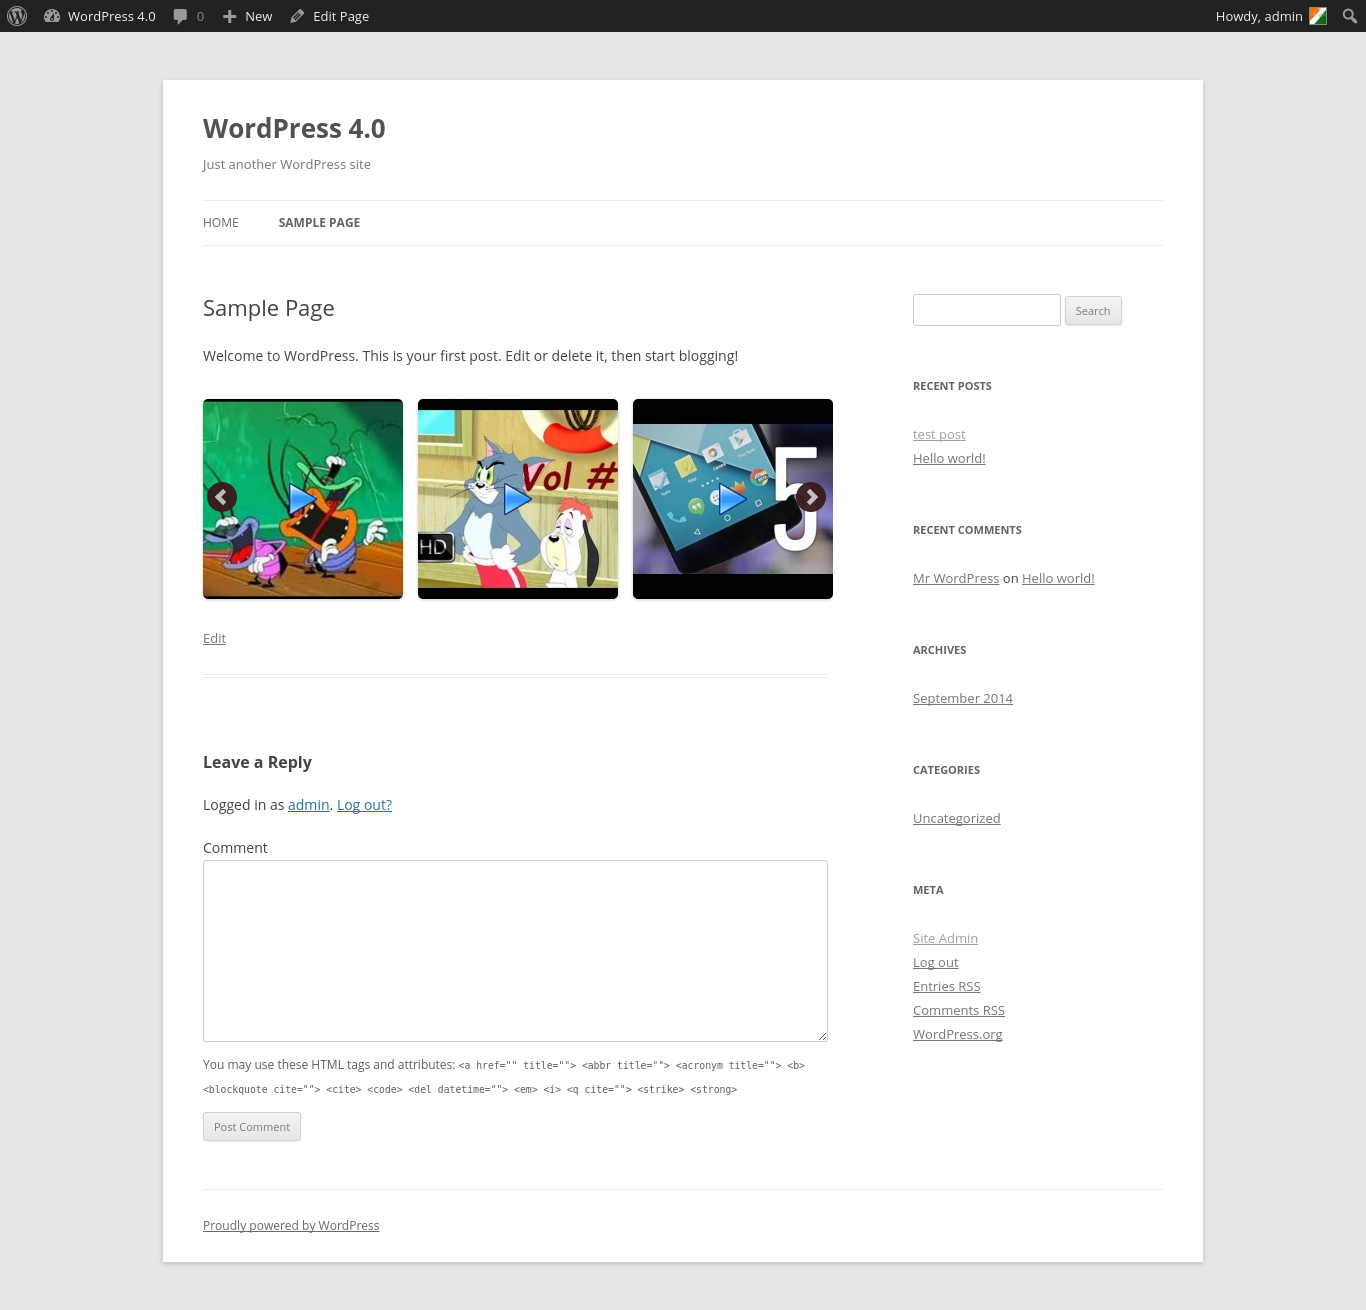 WordPress 4.0 0 New Edit Page Howdy, admin
WordPress 4.0
Just another WordPress site
HOME SAMPLE PAGE
Sample Page
Welcome to WordPress. This is your first post. Edit or delete it, then start blogging!
Vol #
HD
5
Edit
Leave a Reply
Logged in as admin. Log out?
Comment
You may use these HTML tags and attributes: <a href="" title=""> <abbr title=""> <acronym title=""> <b>
<blockquote cite=""> <cite> <code> <del datetime=""> <em> <i> <q cite=""> <strike> <strong>
Post Comment
Search
RECENT POSTS
test post
Hello world!
RECENT COMMENTS
Mr WordPress on Hello world!
ARCHIVES
September 2014
CATEGORIES
Uncategorized
META
Site Admin
Log out
Entries RSS
Comments RSS
WordPress.org
Proudly powered by WordPress